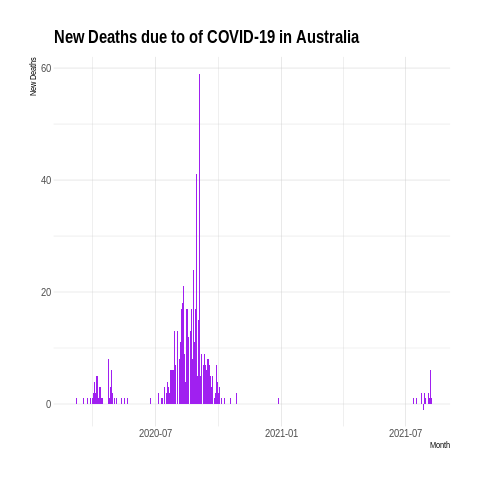 New Deaths due to of COVID-19 in Australia
New Deaths
60
40
20
0
2020-07
2021-01
2021-07
Month